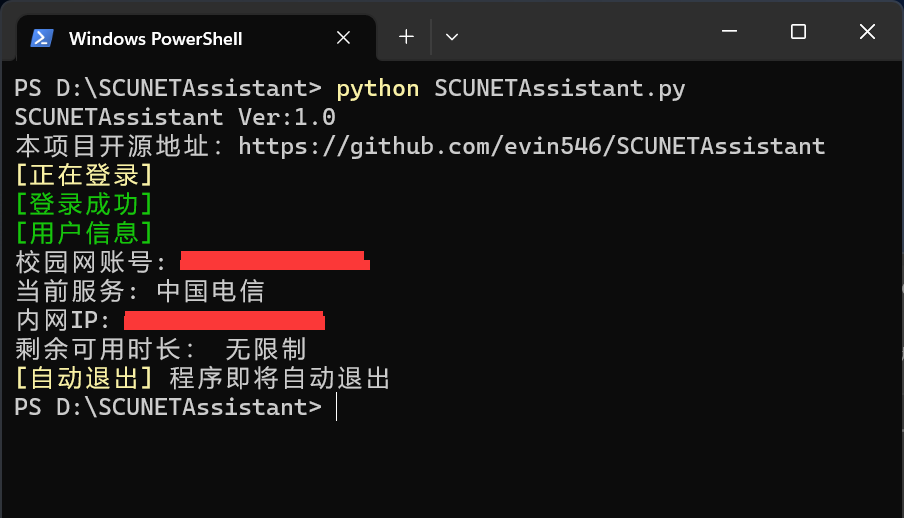 Windows PowerShell
PS D:\SCUNETAssistant> python SCUNETAssistant.py
SCUNETAssistant Ver:1.0
本项目开源地址：https://github.com/evin546/SCUNETAssistant
[正在登录]
[登录成功]
[用户信息]
校园网账号：
当前服务：中国电信
内网IP：
剩余可用时长： 无限制
[自动退出] 程序即将自动退出
PS D:\SCUNETAssistant>